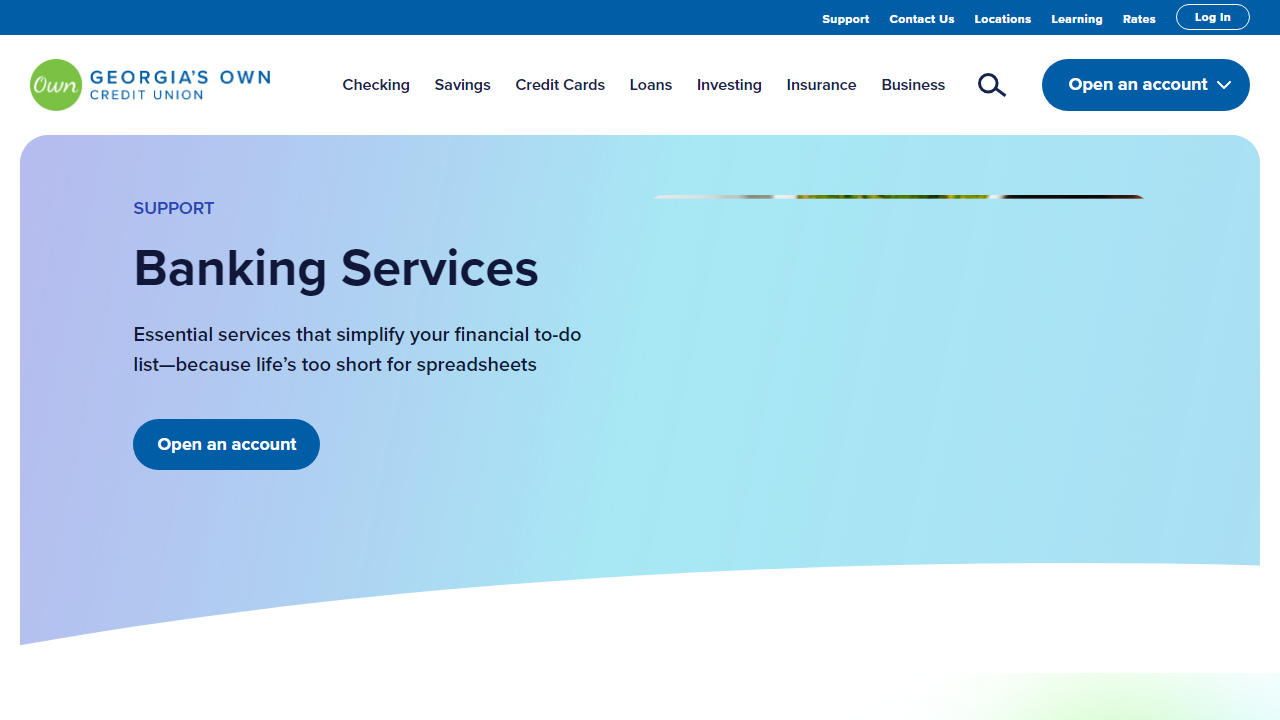 Support Contact Us Locations Learning Rates Log In
Own GEORGIA'S OWN
CREDIT UNION
Checking Savings Credit Cards Loans Investing Insurance Business Open an account
SUPPORT
Banking Services
Essential services that simplify your financial to-do
list—because life’s too short for spreadsheets
Open an account